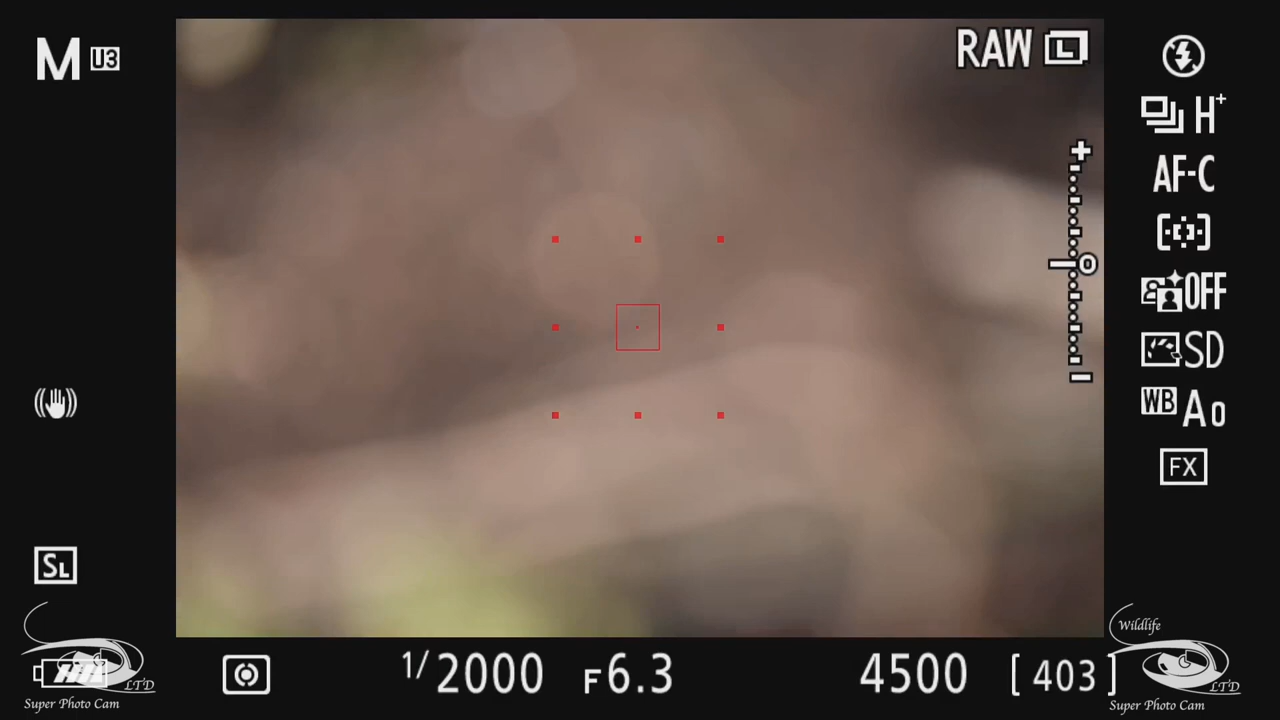 M U3
RAW L
H+
AF-C
OFF
SD
WB A0
FX
SL
1/2000 F6.3 4500 [403]
LTD
Super Photo Cam
Wildlife
LTD
Super Photo Cam